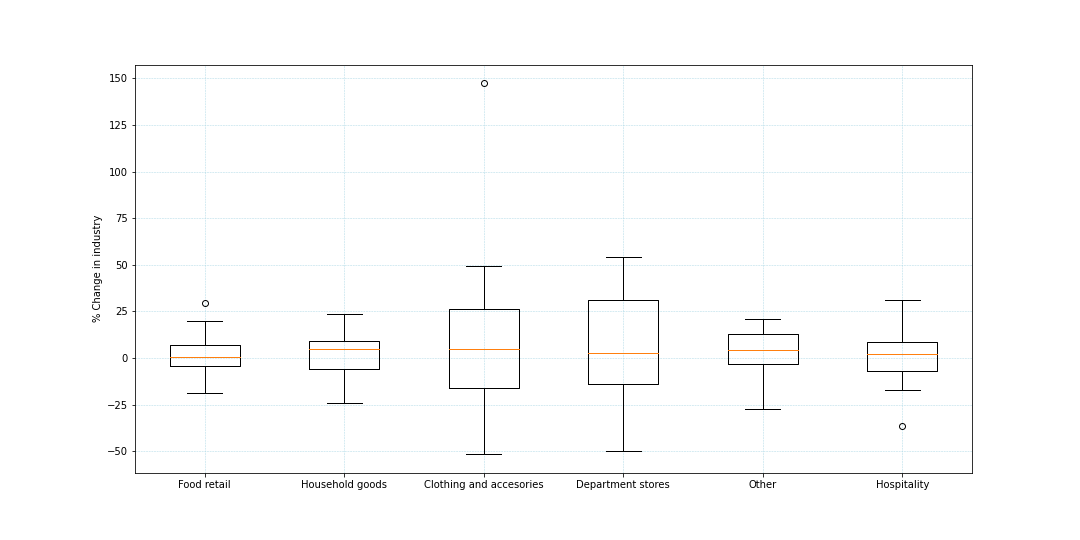 150
125
100
75
50
25
0
−25
−50
% Change in industry
Food retail
Household goods
Clothing and accesories
Department stores
Other
Hospitality